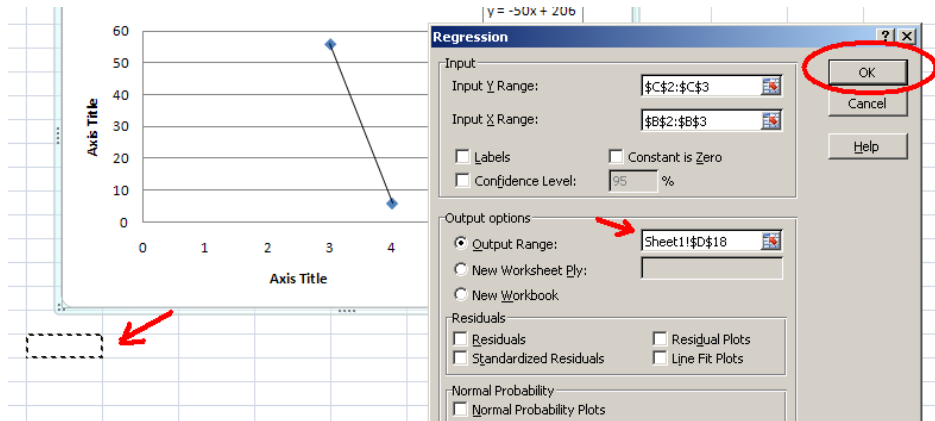 y = -50x + 206
60
50
40
30
20
10
0
Axis Title
0 1 2 3 4
Axis Title
Regression
Input
Input Y Range: $C$2:$C$3
Input X Range: $B$2:$B$3
Labels Constant is Zero
Confidence Level: 95 %
OK
Cancel
Help
Output options
Output Range: Sheet1!$D$18
New Worksheet Ply:
New Workbook
Residuals
Residuals Residual Plots
Standardized Residuals Line Fit Plots
Normal Probability
Normal Probability Plots